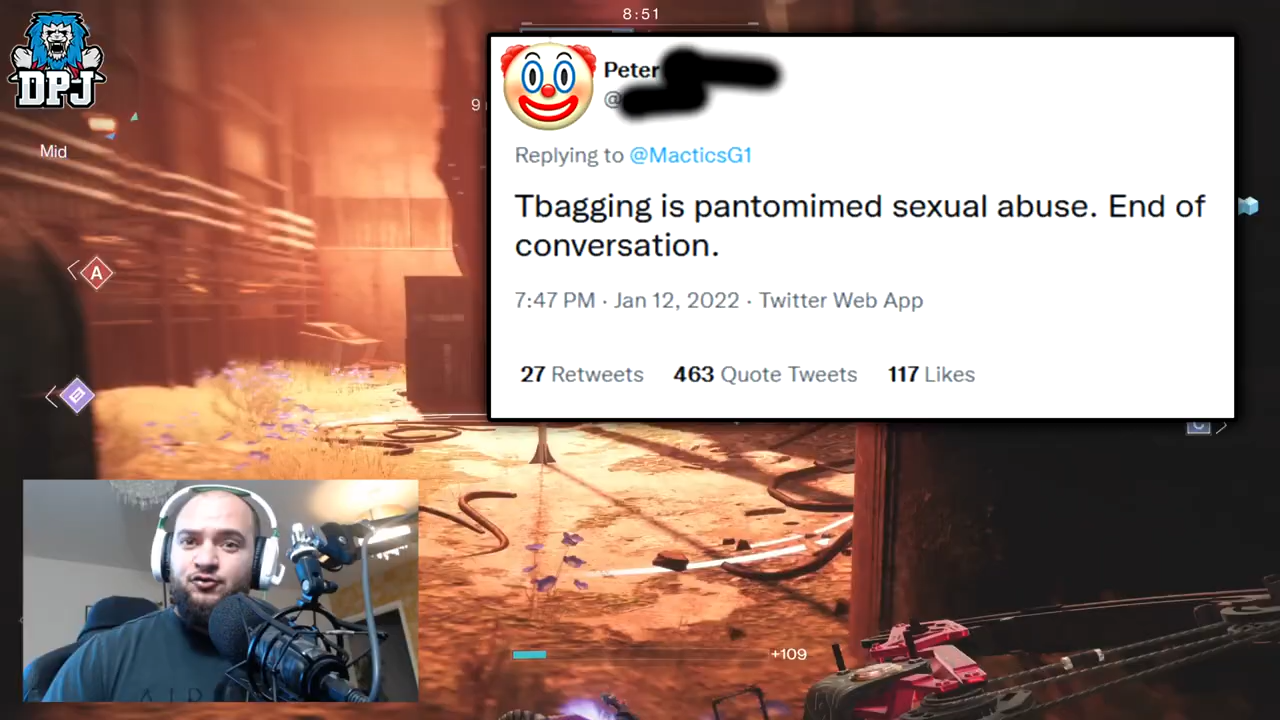 8:51
DPJ
9
Mid
A
Peter
@
Replying to @MacticsG1
Tbagging is pantomimed sexual abuse. End of
conversation.
7:47 PM · Jan 12, 2022 · Twitter Web App
27 Retweets 463 Quote Tweets 117 Likes
C
+109